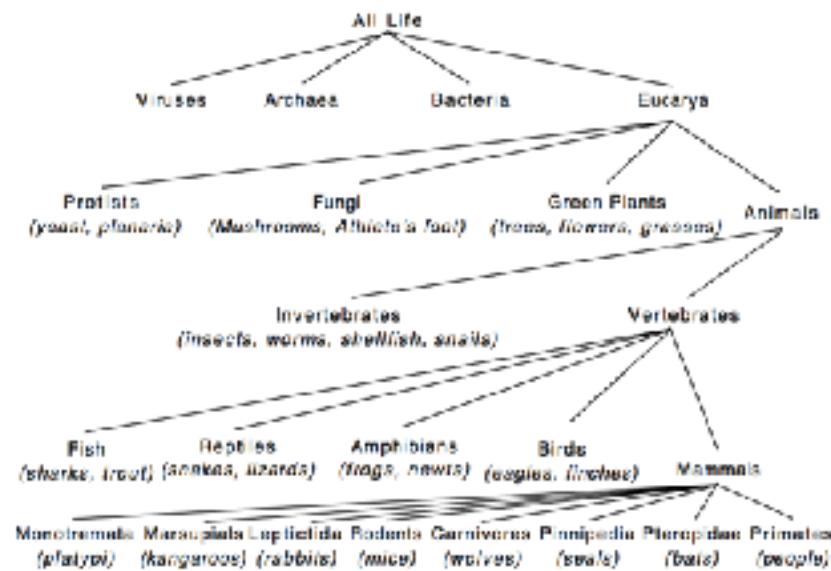 All Life
Viruses Archaea Bacteria Eucarya
Protists Fungi Green Plants Animals
(yeast, planaria) (Mushrooms, Athlete's foot) (trees, flowers, grasses)
Invertebrates Vertebrates
(insects, worms, shellfish, snails)
Fish Reptiles Amphibians Birds Mammals
(sharks, trout) (snakes, lizards) (frogs, newts) (eagles, finches)
Monotremata Marsupials Leptictida Rodents Carnivores Pinnipedia Pteropidae Primates
(platypi) (kangaroos) (rabbits) (mice) (wolves) (seals) (bats) (people)